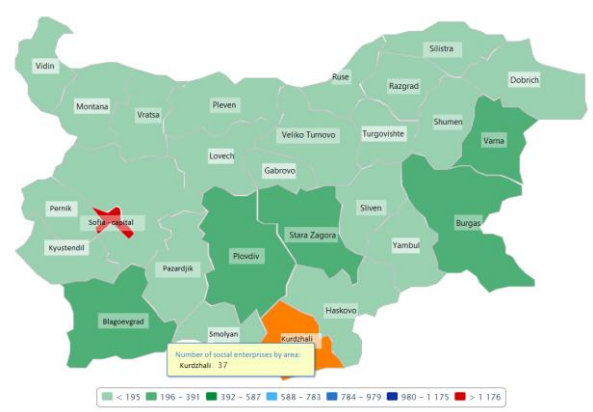 Silistra
Vidin
Ruse
Razgrad
Dobrich
Montana
Vratsa
Pleven
Shumen
Veliko Turnovo
Turgovishte
Varna
Lovech
Gabrovo
Pernik
Sofia - capital
Sliven
Burgas
Stara Zagora
Kyustendil
Yambul
Plovdiv
Pazardjik
Haskovo
Blagoevgrad
Smolyan
Kurdzhali
Number of social enterprises by area:
Kurdzhali : 37
< 195 196 – 391 392 – 587 588 – 783 784 – 979 980 – 1 175 > 1 176